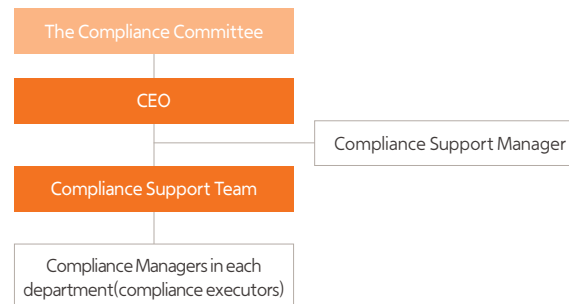 The Compliance Committee
CEO
Compliance Support Manager
Compliance Support Team
Compliance Managers in each
department(compliance executors)